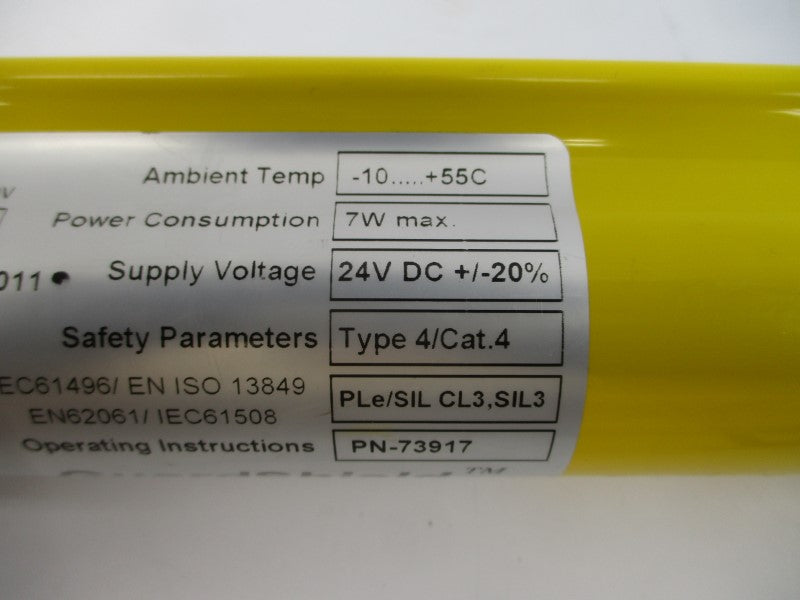 Ambient Temp -10.....+55C
Power Consumption 7W max.
011 Supply Voltage 24V DC +/-20%
Safety Parameters Type 4/Cat.4
EC61496/ EN ISO 13849
PLe/SIL CL3,SIL3
EN62061/ IEC61508
Operating Instructions PN-73917
GuardShield™